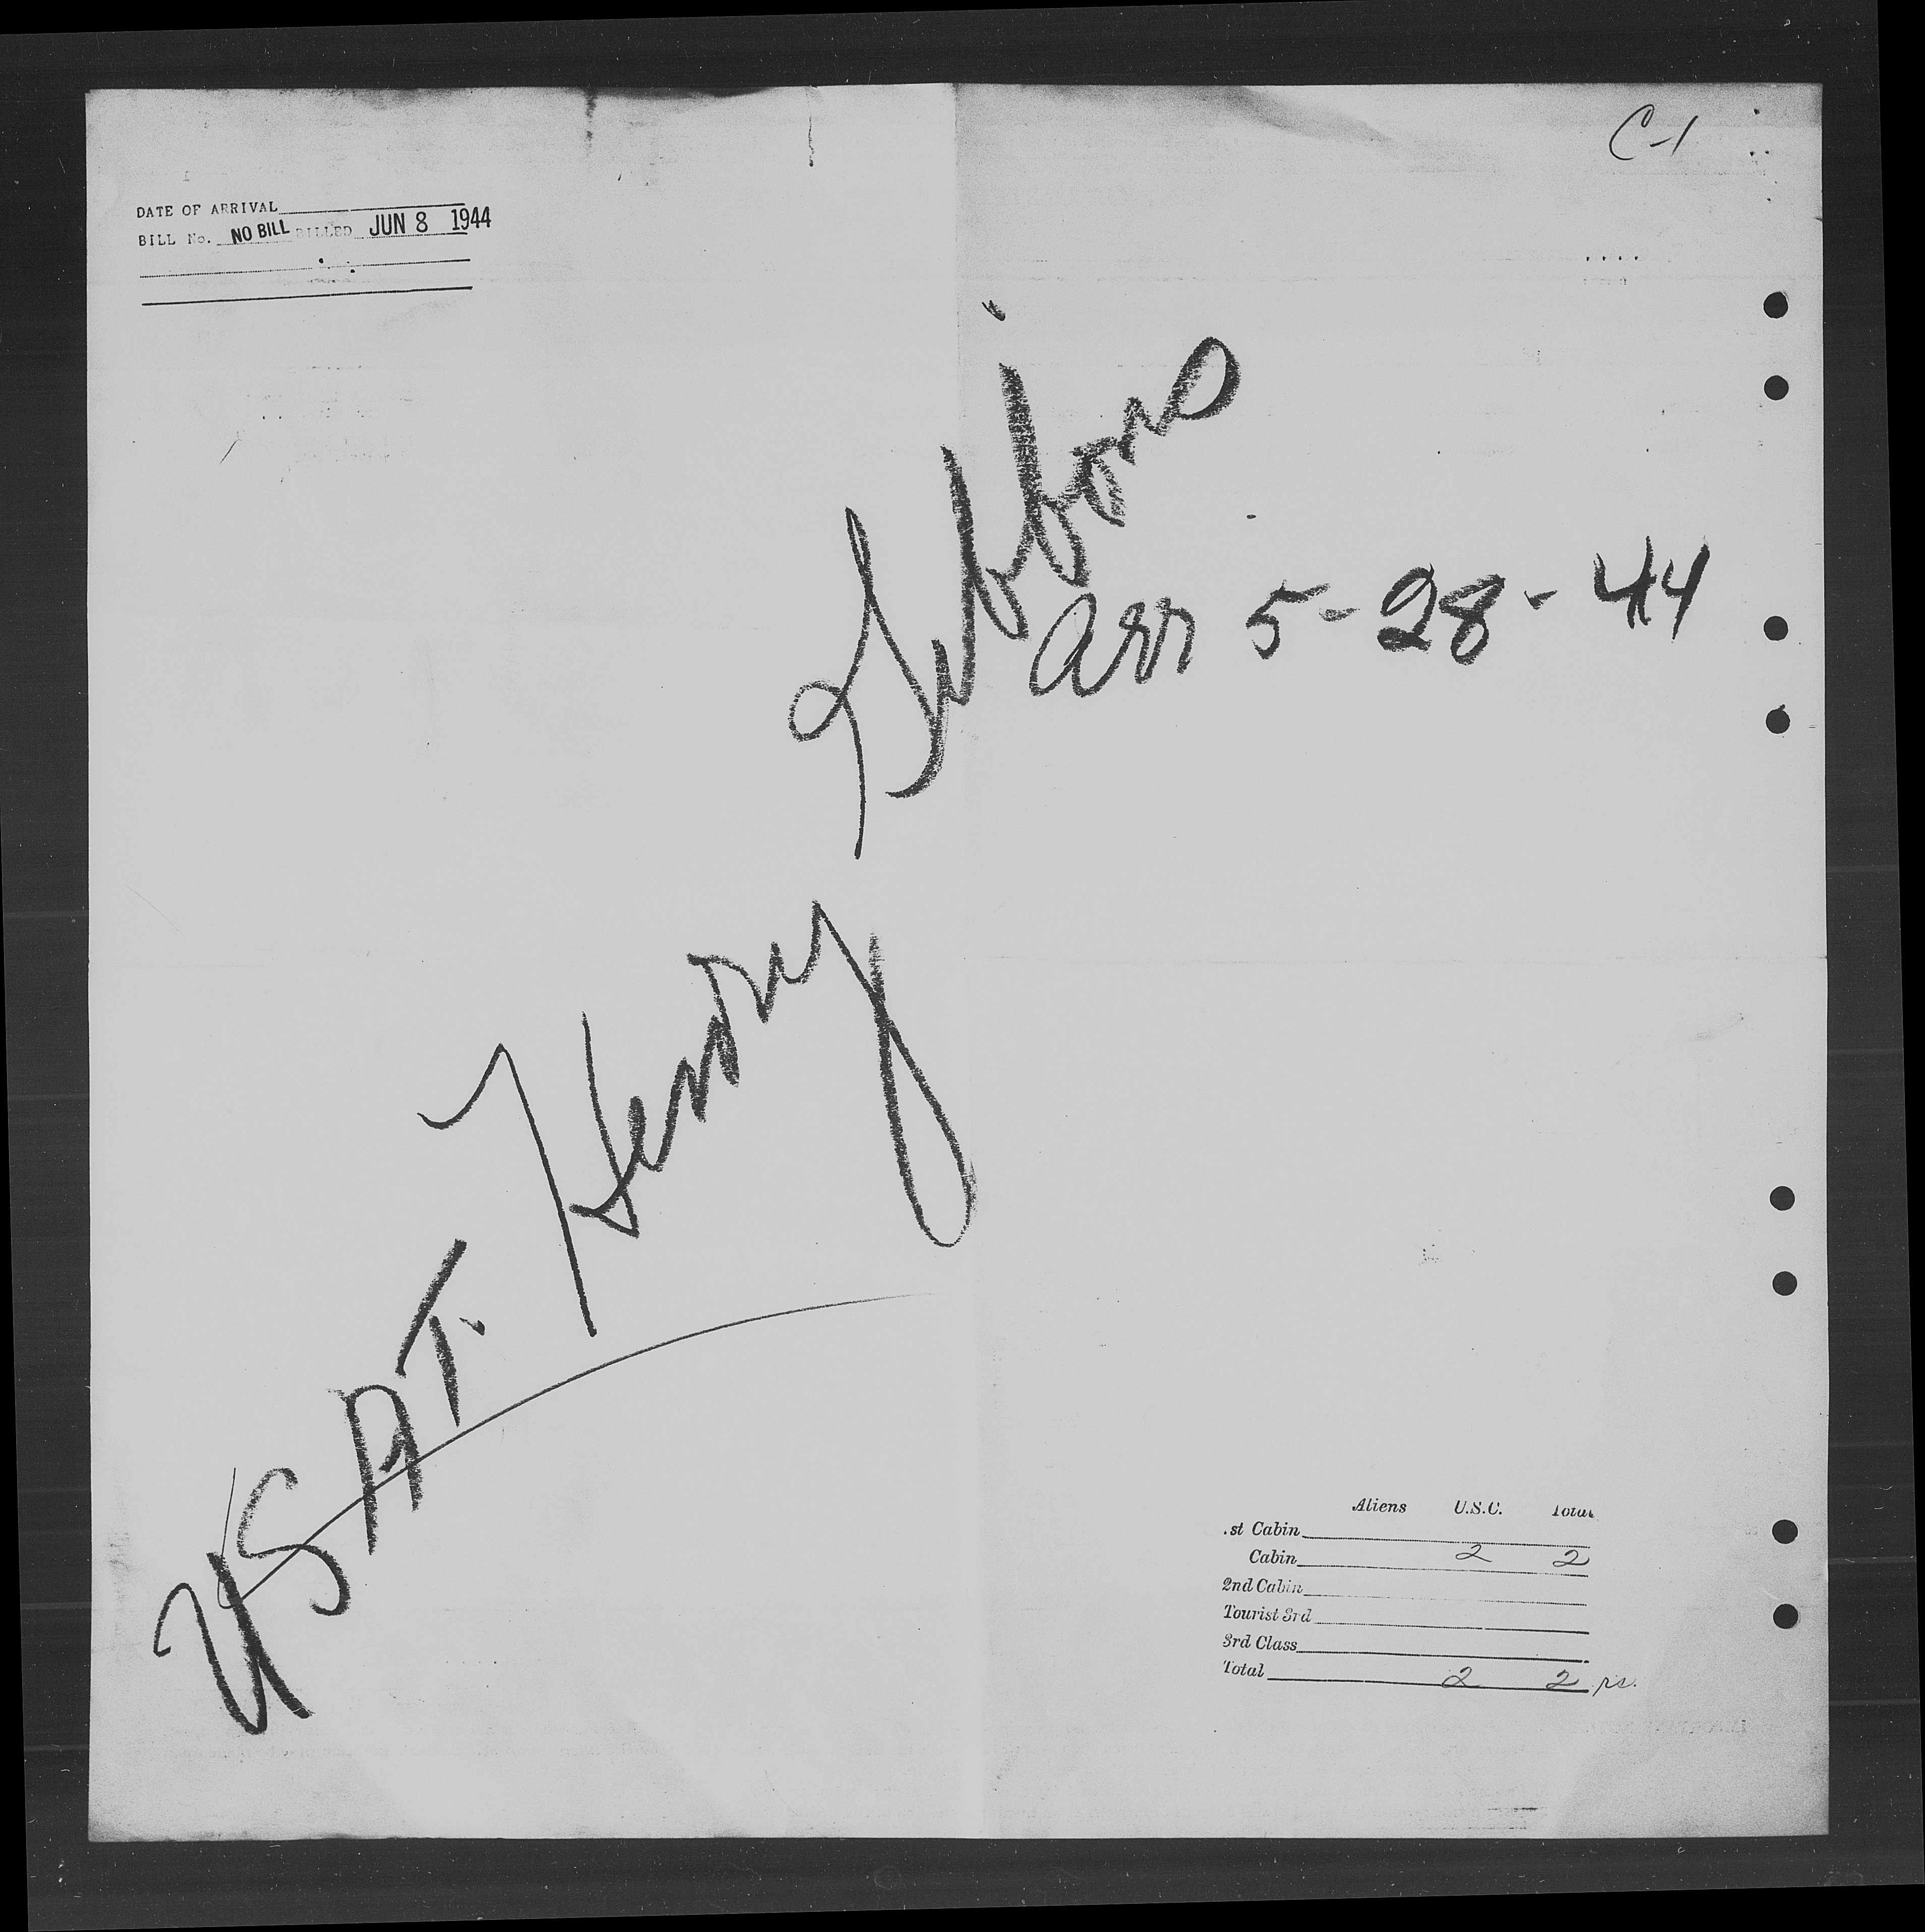 C-1
DATE OF ARRIVAL
BILL No. NO BILL BILLED JUN 8 1944
USAT. Henry Gibbons
arr 5-28-44
Aliens U.S.C. Total
.st Cabin
Cabin 2 2
2nd Cabin
Tourist 3rd
3rd Class
Total 2 2